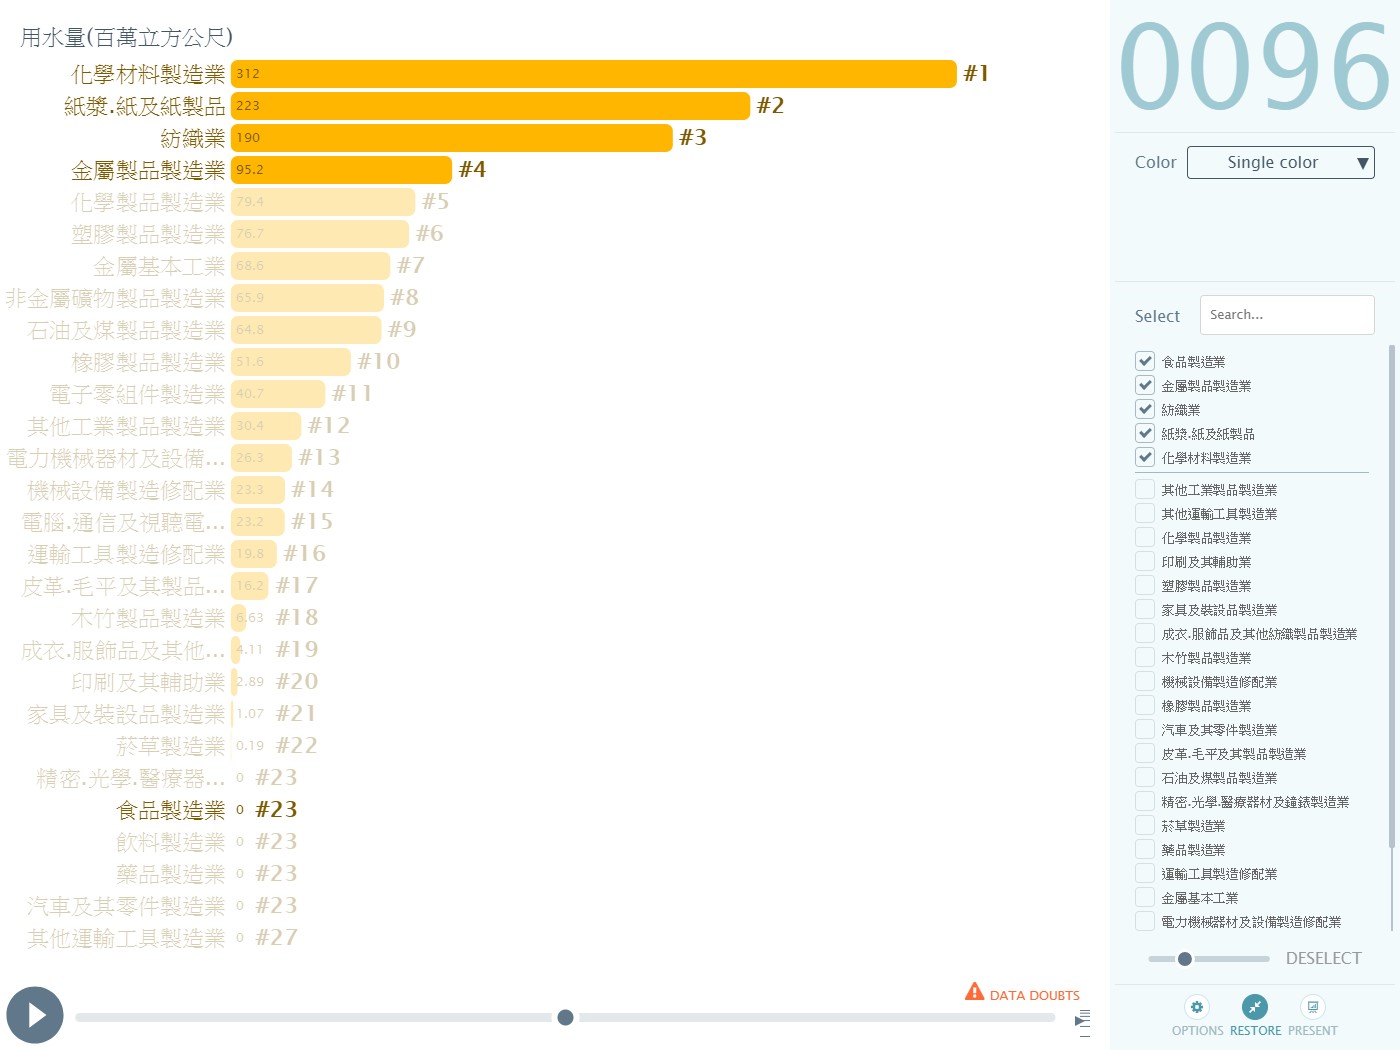 用水量(百萬立方公尺)
化學材料製造業 312 #1
紙漿.紙及紙製品 223 #2
紡織業 190 #3
金屬製品製造業 95.2 #4
化學製品製造業 79.4 #5
塑膠製品製造業 76.7 #6
金屬基本工業 68.6 #7
非金屬礦物製品製造業 65.9 #8
石油及煤製品製造業 64.8 #9
橡膠製品製造業 51.6 #10
電子零組件製造業 40.7 #11
其他工業製品製造業 30.4 #12
電力機械器材及設備... 26.3 #13
機械設備製造修配業 23.3 #14
電腦.通信及視聽電... 23.2 #15
運輸工具製造修配業 19.8 #16
皮革.毛平及其製品... 16.2 #17
木竹製品製造業 6.63 #18
成衣.服飾品及其他... 4.11 #19
印刷及其輔助業 2.89 #20
家具及裝設品製造業 1.07 #21
菸草製造業 0.19 #22
精密.光學.醫療器... 0 #23
食品製造業 0 #23
飲料製造業 0 #23
藥品製造業 0 #23
汽車及其零件製造業 0 #23
其他運輸工具製造業 0 #27
DATA DOUBTS
0096
Color Single color
Select Search...
食品製造業
金屬製品製造業
紡織業
紙漿.紙及紙製品
化學材料製造業
其他工業製品製造業
其他運輸工具製造業
化學製品製造業
印刷及其輔助業
塑膠製品製造業
家具及裝設品製造業
成衣.服飾品及其他紡織製品製造業
木竹製品製造業
機械設備製造修配業
橡膠製品製造業
汽車及其零件製造業
皮革.毛平及其製品製造業
石油及煤製品製造業
精密.光學.醫療器材及鐘錶製造業
菸草製造業
藥品製造業
運輸工具製造修配業
金屬基本工業
電力機械器材及設備製造修配業
DESELECT
OPTIONS RESTORE PRESENT